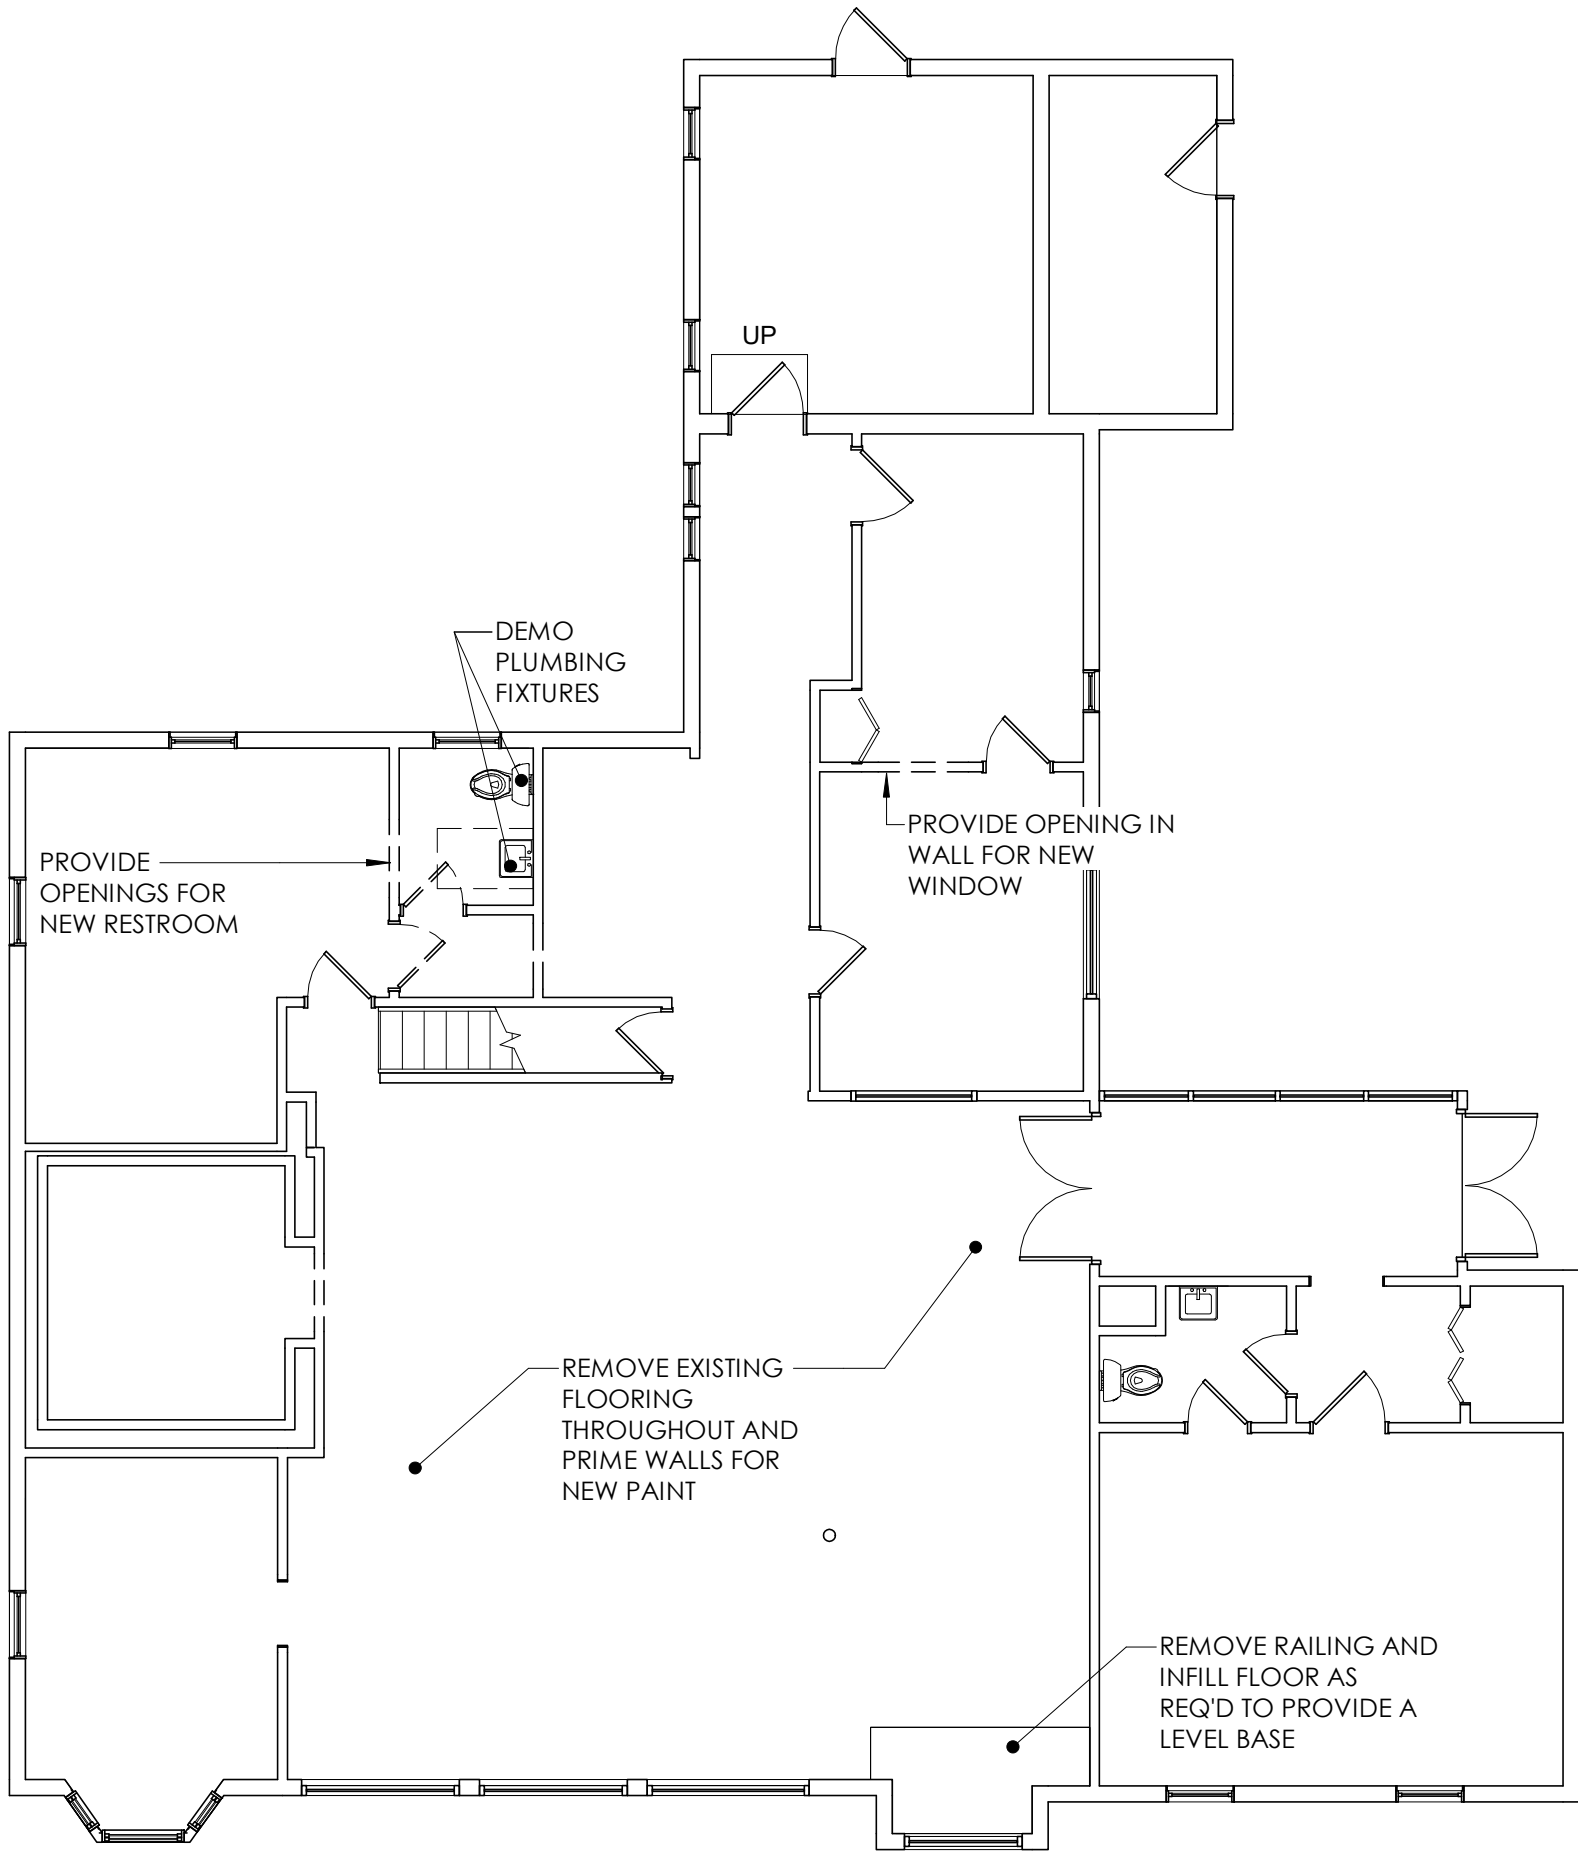 UP
DEMO
PLUMBING
FIXTURES
PROVIDE
OPENINGS FOR
NEW RESTROOM
PROVIDE OPENING IN
WALL FOR NEW
WINDOW
REMOVE EXISTING
FLOORING
THROUGHOUT AND
PRIME WALLS FOR
NEW PAINT
REMOVE RAILING AND
INFILL FLOOR AS
REQ'D TO PROVIDE A
LEVEL BASE